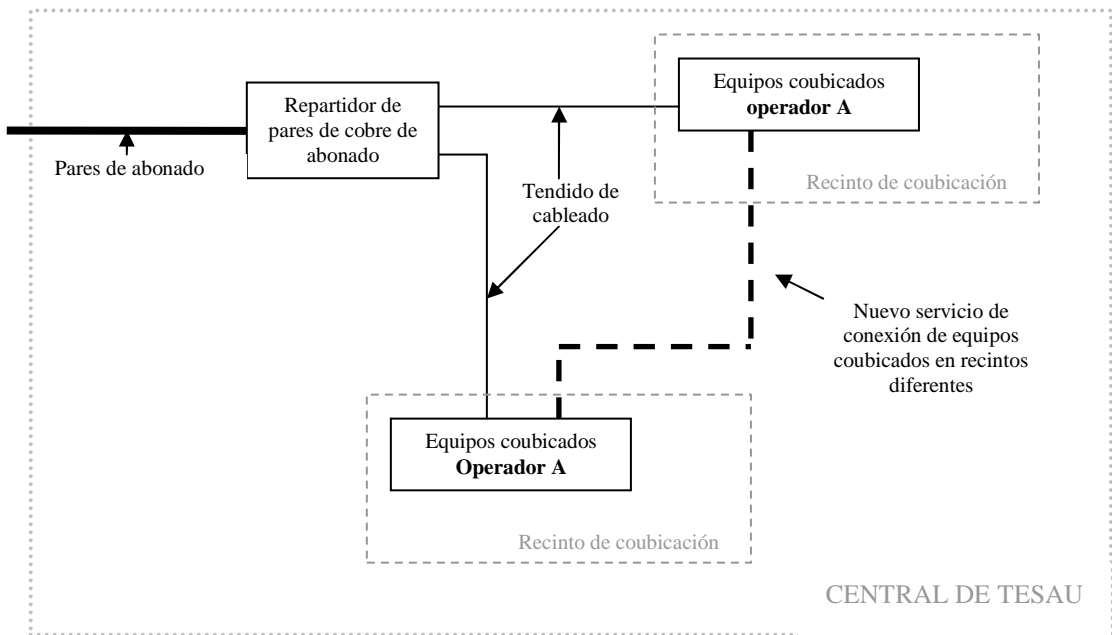 Repartidor de
pares de cobre de
abonado
Equipos coubicados
operador A
Pares de abonado
Recinto de coubicación
Tendido de
cableado
Nuevo servicio de
conexión de equipos
coubicados en recintos
diferentes
Equipos coubicados
Operador A
Recinto de coubicación
CENTRAL DE TESAU